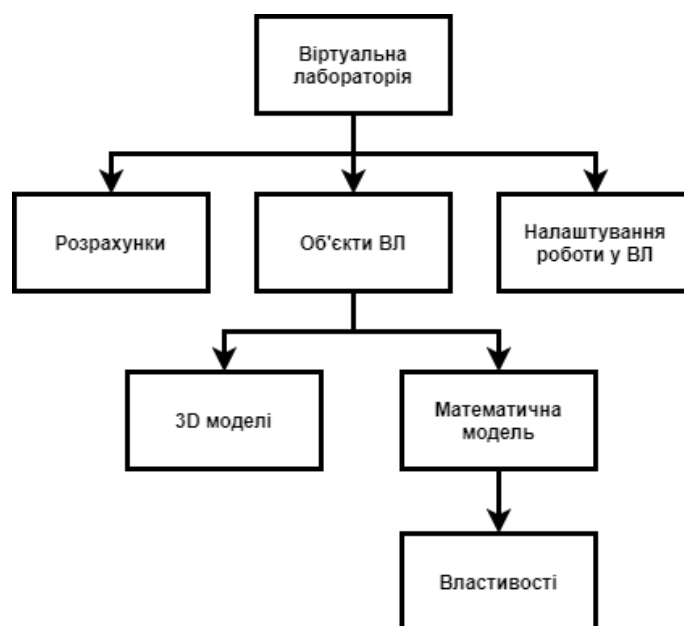 Віртуальна
лабораторія
Розрахунки
Об'єкти ВЛ
Налаштування
роботи у ВЛ
3D моделі
Математична
модель
Властивості